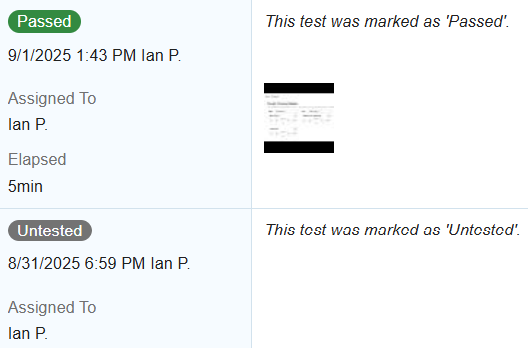 Passed
This test was marked as 'Passed'.
9/1/2025 1:43 PM Ian P.
Assigned To
Ian P.
Elapsed
5min
Untested
This test was marked as 'Untested'.
8/31/2025 6:59 PM Ian P.
Assigned To
Ian P.